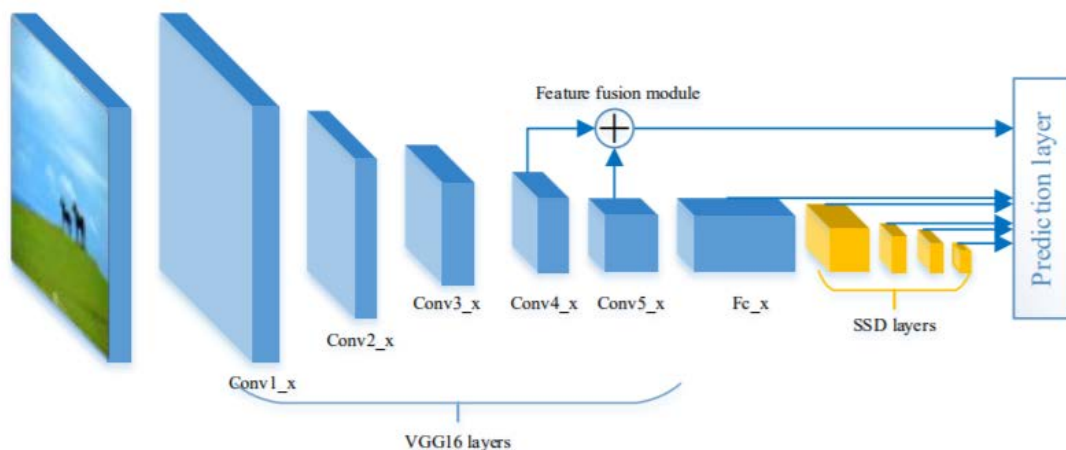 Feature fusion module
Prediction layer
Conv1_x
Conv2_x
Conv3_x
Conv4_x
Conv5_x
Fc_x
SSD layers
VGG16 layers